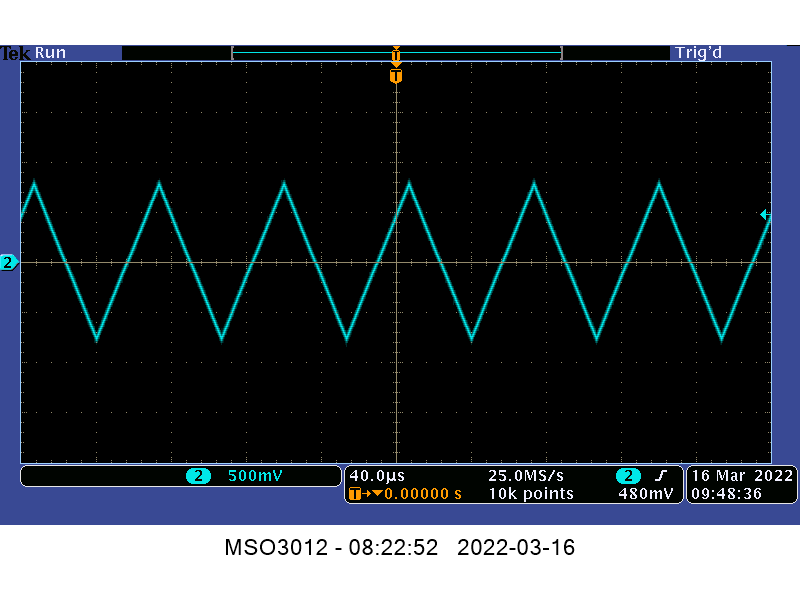 Tek Run Trig'd
T
T
2
2 500mV 40.0µs 25.0MS/s 2 16 Mar 2022
T→▼0.00000 s 10k points 480mV 09:48:36
MSO3012 - 08:22:52 2022-03-16